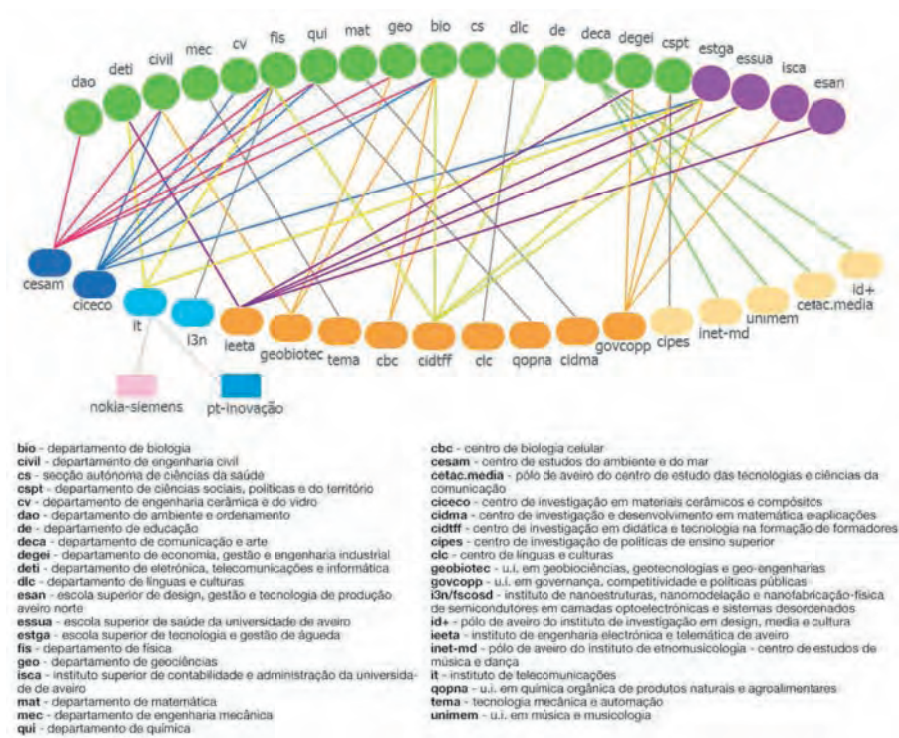 dao
deti
civil
mec
cv
fis
qui
mat
geo
bio
cs
dlc
de
deca
degei
cspt
estga
essua
isca
esan
cesam
ciceco
it
i3n
ieeta
geobiotec
tema
cbc
cidtff
clc
qopna
cidma
govcopp
cipes
inet-md
unimem
cetac.media
id+
nokia-siemens
pt-inovação
bio - departamento de biologia
civil - departamento de engenharia civil
cs - secção autónoma de ciências da saúde
cspt - departamento de ciências sociais, políticas e do território
cv - departamento de engenharia cerâmica e do vidro
dao - departamento do ambiente e ordenamento
de - departamento de educação
deca - departamento de comunicação e arte
degei - departamento de economia, gestão e engenharia industrial
deti - departamento de eletrónica, telecomunicações e informática
dlc - departamento de línguas e culturas
esan - escola superior de design, gestão e tecnologia de produção
aveiro norte
essua - escola superior de saúde da universidade de aveiro
estga - escola superior de tecnologia e gestão de águeda
fis - departamento de física
geo - departamento de geociências
isca - instituto superior de contabilidade e administração da universida-
de de aveiro
mat - departamento de matemática
mec - departamento de engenharia mecânica
qui - departamento de química
cbc - centro de biologia celular
cesam - centro de estudos do ambiente e do mar
cetac.media - pólo de aveiro do centro de estudo das tecnologias e ciências da
comunicação
ciceco - centro de investigação em materiais cerâmicos e compósitos
cidma - centro de investigação e desenvolvimento em matemática e aplicações
cidtff - centro de investigação em didática e tecnologia na formação de formadores
cipes - centro de investigação de políticas de ensino superior
clc - centro de línguas e culturas
geobiotec - u.i. em geobiociências, geotecnologias e geo-engenharias
govcopp - u.i. em governança, competitividade e políticas públicas
i3n/fscosd - instituto de nanoestruturas, nanomodelação e nanofabricação-física
de semicondutores em camadas optoelectrónicas e sistemas desordenados
id+ - pólo de aveiro do instituto de investigação em design, media e cultura
ieeta - instituto de engenharia electrónica e telemática de aveiro
inet-md - pólo de aveiro do instituto de etnomusicologia - centro de estudos de
música e dança
it - instituto de telecomunicações
qopna - u.i. em química orgânica de produtos naturais e agroalimentares
tema - tecnologia mecânica e automação
unimem - u.i. em música e musicologia